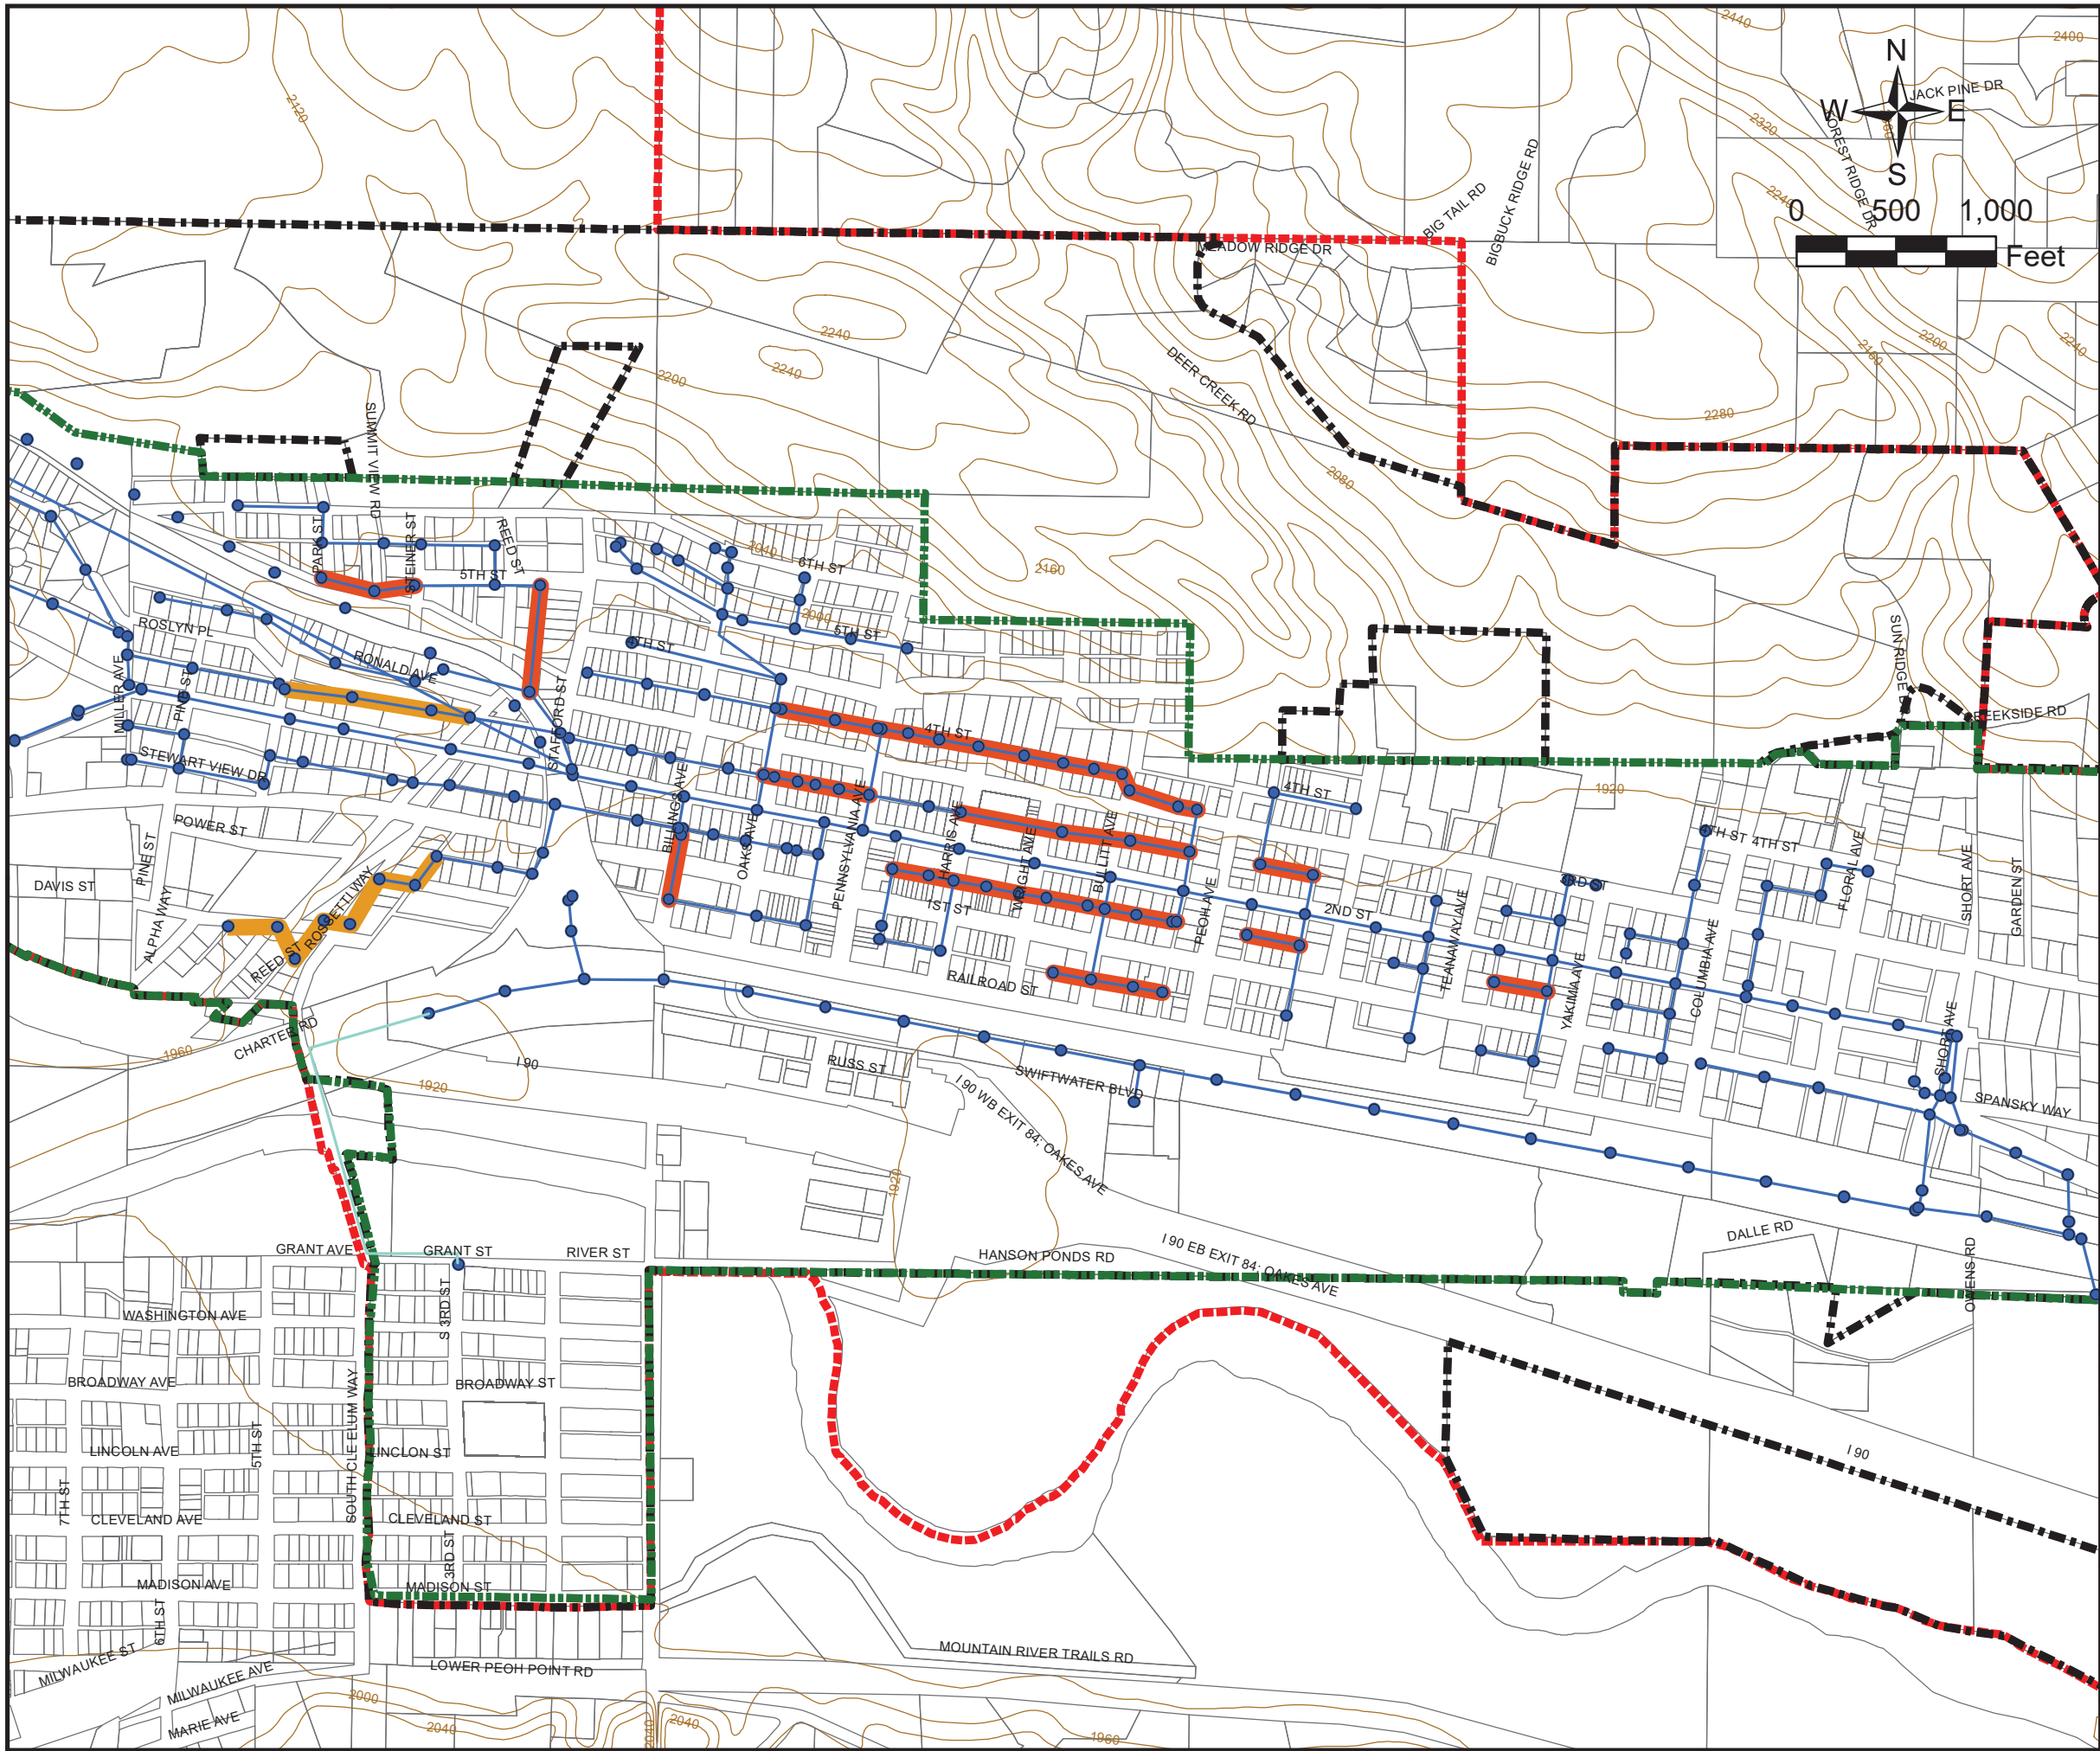 2440
2400
N
JACK PINE DR
W
E
2120
2320
FOREST RIDGE DR
S
2240
0 500 1,000
Feet
BIG TAIL RD
BIGBUCK RIDGE RD
MEADOW RIDGE DR
2240
2240
2200
2160
2200
2240
DEER CREEK RD
SUMMIT VIEW RD
2280
2080
PARK ST
STEINER ST
REED ST
5TH ST
2040
6TH ST
2160
2000
5TH ST
ROSLYN PL
4TH ST
SUN RIDGE DR
RONALD AVE
MILLER AVE
PINE ST
STAFFORD ST
CREEKSIDE RD
4TH ST
STEWART VIEW DR
BILLINGS AVE
PENNSYLVANIA AVE
4TH ST
1920
POWER ST
PINE ST
OAKS AVE
HARRIS AVE
WRIGHT AVE
BULLITT AVE
4TH ST
4TH ST
FLORAL AVE
SHORT AVE
GARDEN ST
DAVIS ST
ALPHA WAY
ROSSETTI WAY
REED ST
1ST ST
PEOH AVE
2ND ST
3RD ST
TEANAWAY AVE
YAKIMA AVE
COLUMBIA AVE
RAILROAD ST
1960
CHARTER RD
I 90
1920
RUSS ST
I 90 WB EXIT 84; OAKES AVE
SWIFTWATER BLVD
SHORT AVE
SPANSKY WAY
1920
GRANT AVE
GRANT ST
RIVER ST
HANSON PONDS RD
I 90 EB EXIT 84; OAKES AVE
DALLE RD
OWENS RD
WASHINGTON AVE
S 3RD ST
BROADWAY AVE
BROADWAY ST
SOUTH CLE ELUM WAY
5TH ST
LINCOLN AVE
LINCLON ST
I 90
7TH ST
CLEVELAND AVE
CLEVELAND ST
3RD ST
MADISON AVE
MADISON ST
6TH ST
MILWAUKEE ST
LOWER PEOH POINT RD
MOUNTAIN RIVER TRAILS RD
MILWAUKEE AVE
2000
MARIE AVE
2040
2040
2040
1960